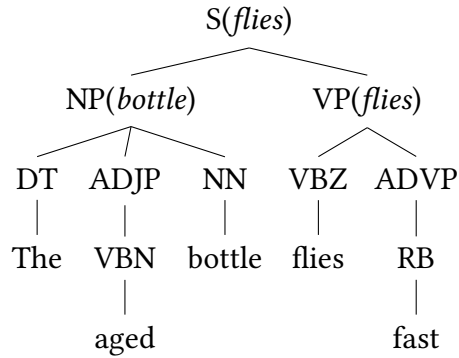 S(flies)
NP(bottle) VP(flies)
DT ADJP NN VBZ ADVP
The VBN bottle flies RB
aged fast